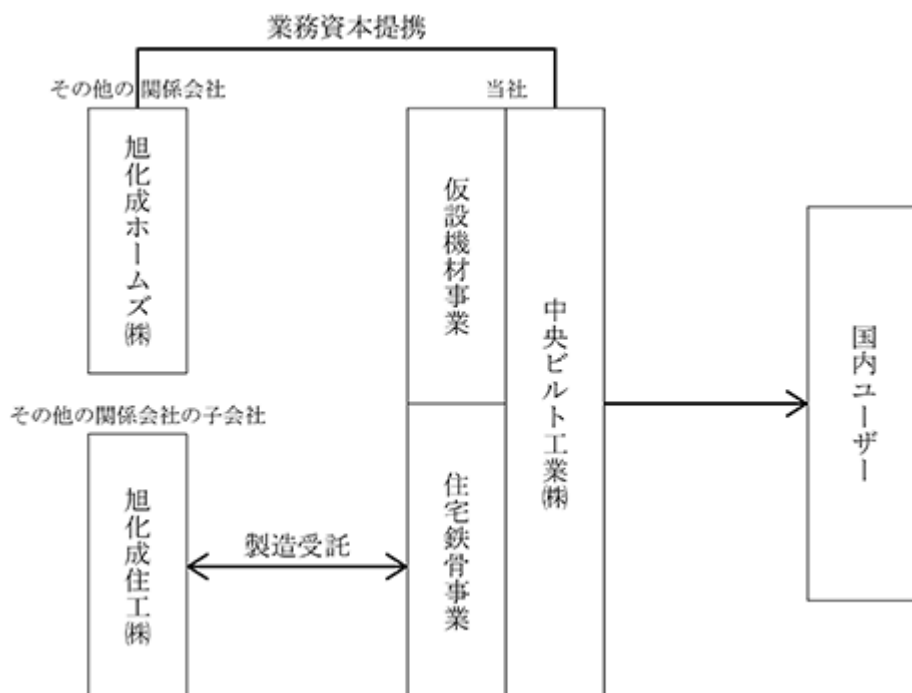 業務資本提携
その他の関係会社
当社
旭化成ホームズ㈱
仮設機材事業
中央ビルト工業㈱
国内ユーザー
その他の関係会社の子会社
旭化成住工㈱
製造受託
住宅鉄骨事業